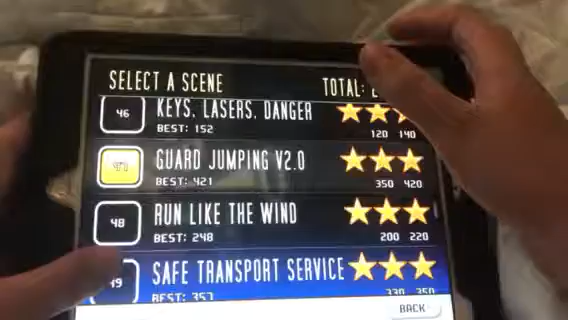 SELECT A SCENE TOTAL:
46 KEYS, LASERS, DANGER
BEST: 152 120 140
47 GUARD JUMPING V2.0
BEST: 421 350 420
48 RUN LIKE THE WIND
BEST: 248 200 220
49 SAFE TRANSPORT SERVICE
BEST: 357 330 350
BACK